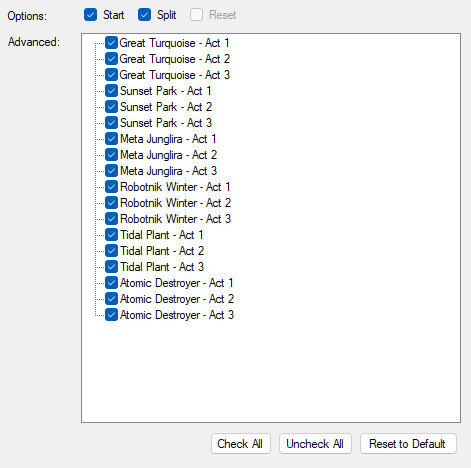 Options: Start Split Reset
Advanced:
Great Turquoise - Act 1
Great Turquoise - Act 2
Great Turquoise - Act 3
Sunset Park - Act 1
Sunset Park - Act 2
Sunset Park - Act 3
Meta Junglira - Act 1
Meta Junglira - Act 2
Meta Junglira - Act 3
Robotnik Winter - Act 1
Robotnik Winter - Act 2
Robotnik Winter - Act 3
Tidal Plant - Act 1
Tidal Plant - Act 2
Tidal Plant - Act 3
Atomic Destroyer - Act 1
Atomic Destroyer - Act 2
Atomic Destroyer - Act 3
Check All Uncheck All Reset to Default